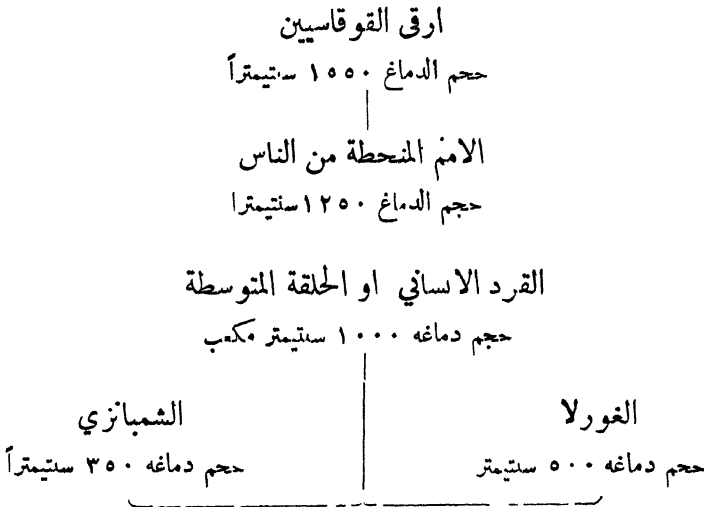 ارقى القوقاسيين
حجم الدماغ ١٥٥٠ سنتيمتراً
الامم المنحطة من الناس
حجم الدماغ ١٢٥٠ سنتيمترا
القرد الانساني او الحلقة المتوسطة
حجم دماغه ١٠٠٠ سنتيمتر مكعب
الغورلا
حجم دماغه ٥٠٠ سنتيمتر
الشمبانزي
حجم دماغه ٣٥٠ سنتيمتراً